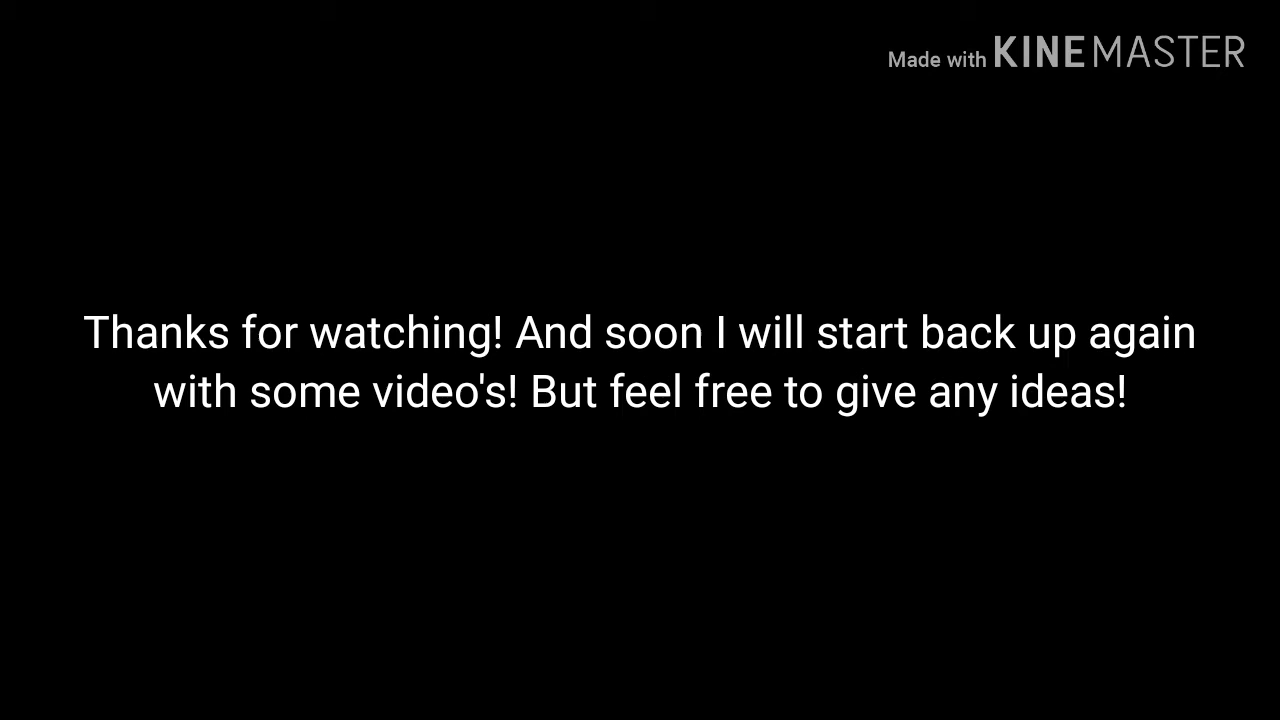 Made with KINEMASTER
Thanks for watching! And soon I will start back up again
with some video's! But feel free to give any ideas!